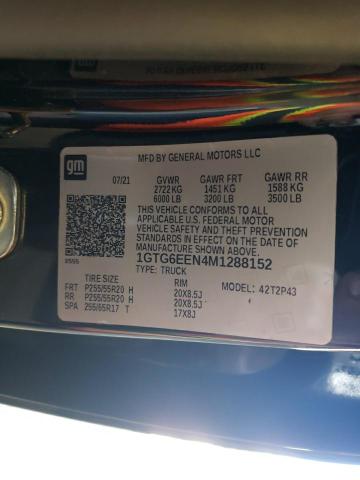 gm
MFD BY GENERAL MOTORS LLC
07/21
GVWR GAWR FRT GAWR RR
2722 KG 1451 KG 1588 KG
6000 LB 3200 LB 3500 LB
THIS VEHICLE CONFORMS TO ALL APPLI-
CABLE U.S. FEDERAL MOTOR VEHICLE
SAFETY AND THEFT PREVENTION STANDARDS
IN EFFECT ON THE DATE OF
MANUFACTURE SHOWN ABOVE.
1GTG6EEN4M1288152
TYPE: TRUCK
TIRE SIZE RIM MODEL: 42T2P43
FRT P255/55R20 H 20X8.5J
RR P255/55R20 H 20X8.5J
SPA 255/65R17 T 17X8J